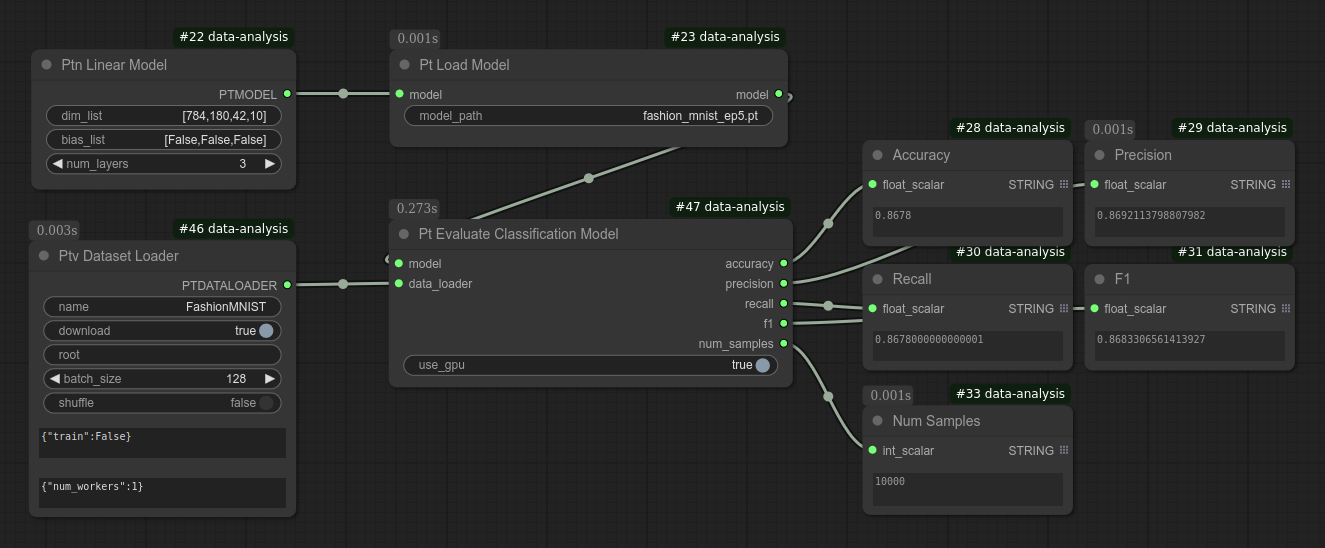 #22 data-analysis
Ptn Linear Model
PTMODEL
dim_list [784,180,42,10]
bias_list [False,False,False]
num_layers 3
0.001s #23 data-analysis
Pt Load Model
model model
model_path fashion_mnist_ep5.pt
0.003s #46 data-analysis
Ptv Dataset Loader
PTDATALOADER
name FashionMNIST
download true
root
batch_size 128
shuffle false
{"train":False}
{"num_workers":1}
0.273s #47 data-analysis
Pt Evaluate Classification Model
model accuracy
data_loader precision
recall
f1
num_samples
use_gpu true
#28 data-analysis
Accuracy
float_scalar STRING
0.8678
0.001s #29 data-analysis
Precision
float_scalar STRING
0.8692113798807982
#30 data-analysis
Recall
float_scalar STRING
0.8678000000000001
#31 data-analysis
F1
float_scalar STRING
0.8683306561413927
0.001s #33 data-analysis
Num Samples
int_scalar STRING
10000